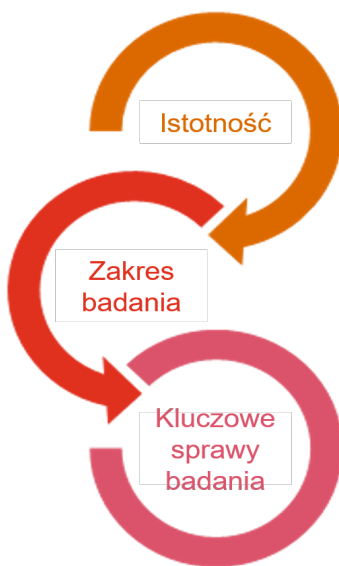 Istotność
Zakres
badania
Kluczowe
sprawy
badania